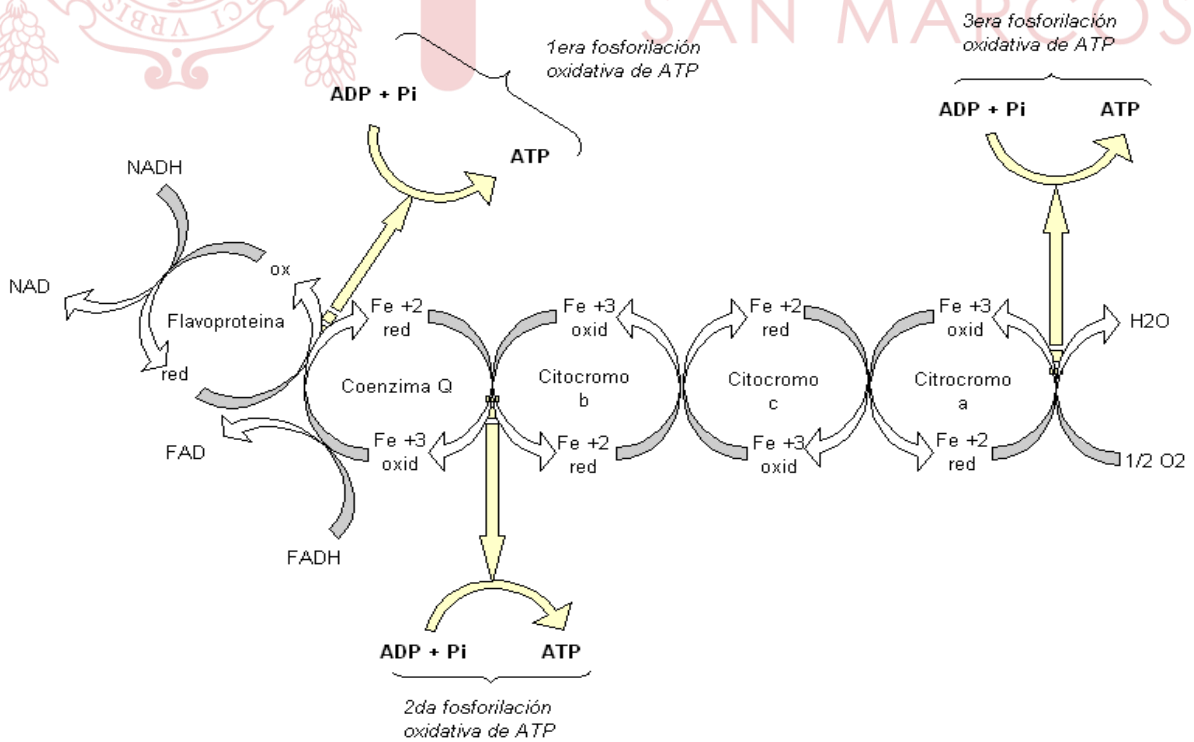 RCI VRBIS
SAN MARCOS
3era fosforilación
oxidativa de ATP
1era fosforilación
oxidativa de ATP
ADP + Pi
ATP
ADP + Pi
ATP
NADH
NAD
ox
Flavoproteina
red
FAD
FADH
Fe +2
red
Coenzima Q
Fe +3
oxid
Fe +3
oxid
Citocromo
b
Fe +2
red
Fe +2
red
Citocromo
c
Fe +3
oxid
Fe +3
oxid
Citrocromo
a
Fe +2
red
H2O
1/2 O2
ADP + Pi
ATP
2da fosforilación
oxidativa de ATP